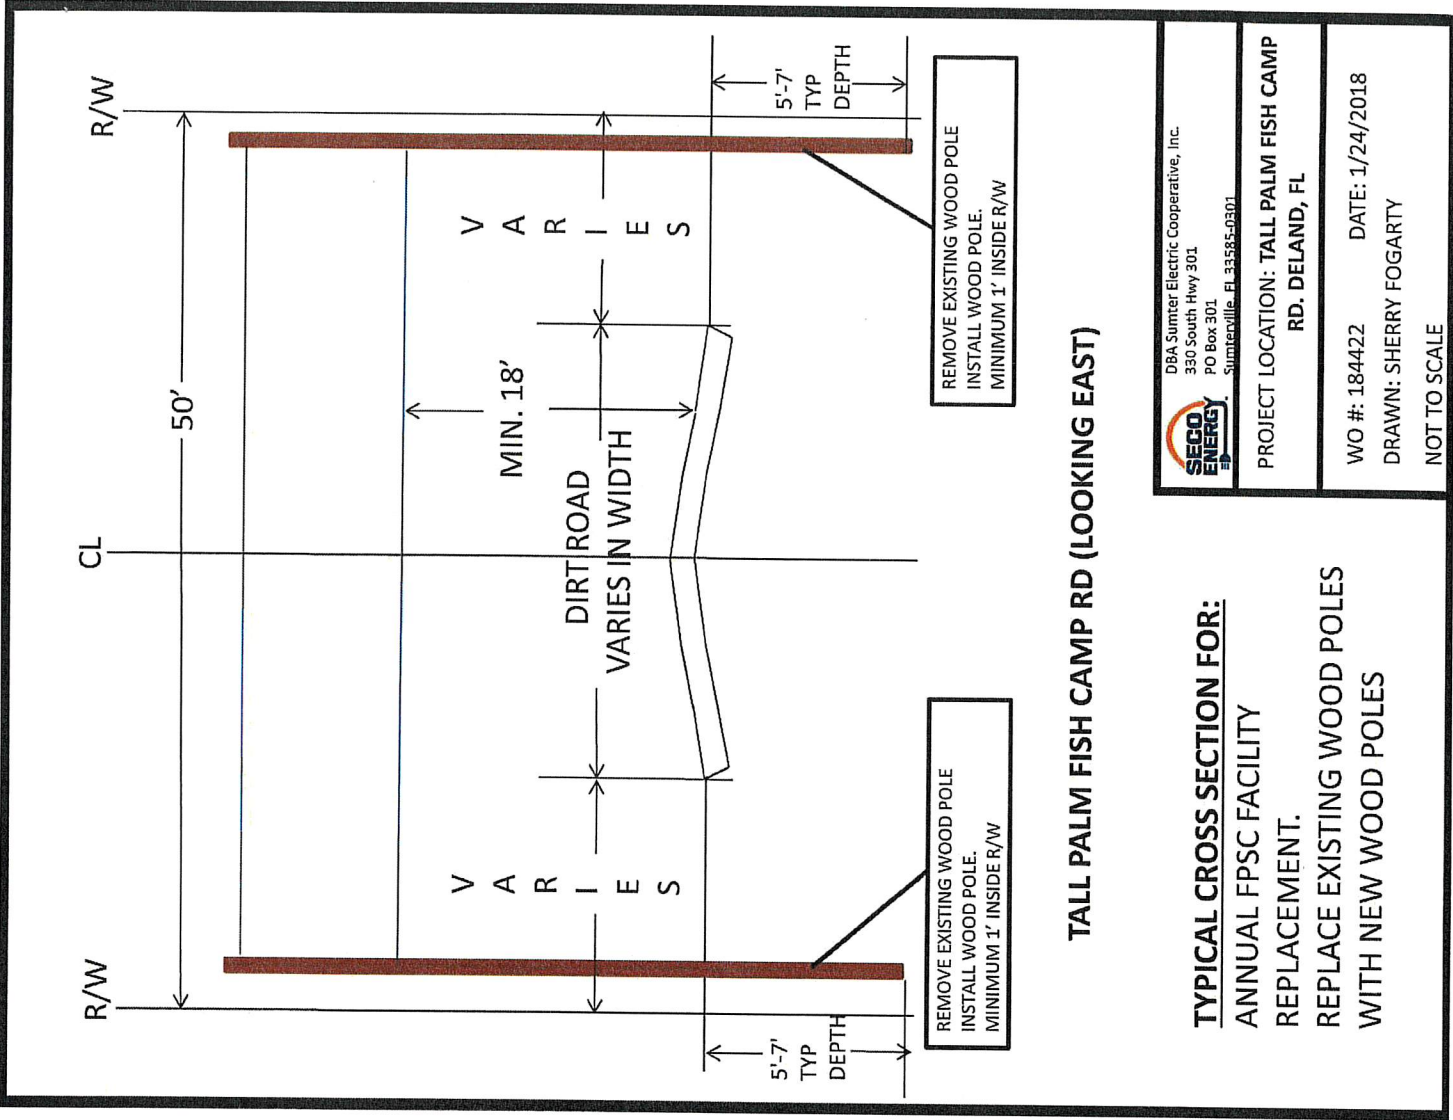 R/W
CL
R/W
50'
MIN. 18'
DIRT ROAD
VARIES IN WIDTH
V
A
R
I
E
S
V
A
R
I
E
S
5'-7'
TYP
DEPTH
5'-7'
TYP
DEPTH
REMOVE EXISTING WOOD POLE
INSTALL WOOD POLE.
MINIMUM 1' INSIDE R/W
REMOVE EXISTING WOOD POLE
INSTALL WOOD POLE.
MINIMUM 1' INSIDE R/W
TALL PALM FISH CAMP RD (LOOKING EAST)
TYPICAL CROSS SECTION FOR:
ANNUAL FPSC FACILITY
REPLACEMENT.
REPLACE EXISTING WOOD POLES
WITH NEW WOOD POLES
SECO
ENERGY.
DBA Sumter Electric Cooperative, Inc.
330 South Hwy 301
PO Box 301
Sumterville, FL 33585-0301
PROJECT LOCATION: TALL PALM FISH CAMP
RD. DELAND, FL
WO #: 184422 DATE: 1/24/2018
DRAWN: SHERRY FOGARTY
NOT TO SCALE